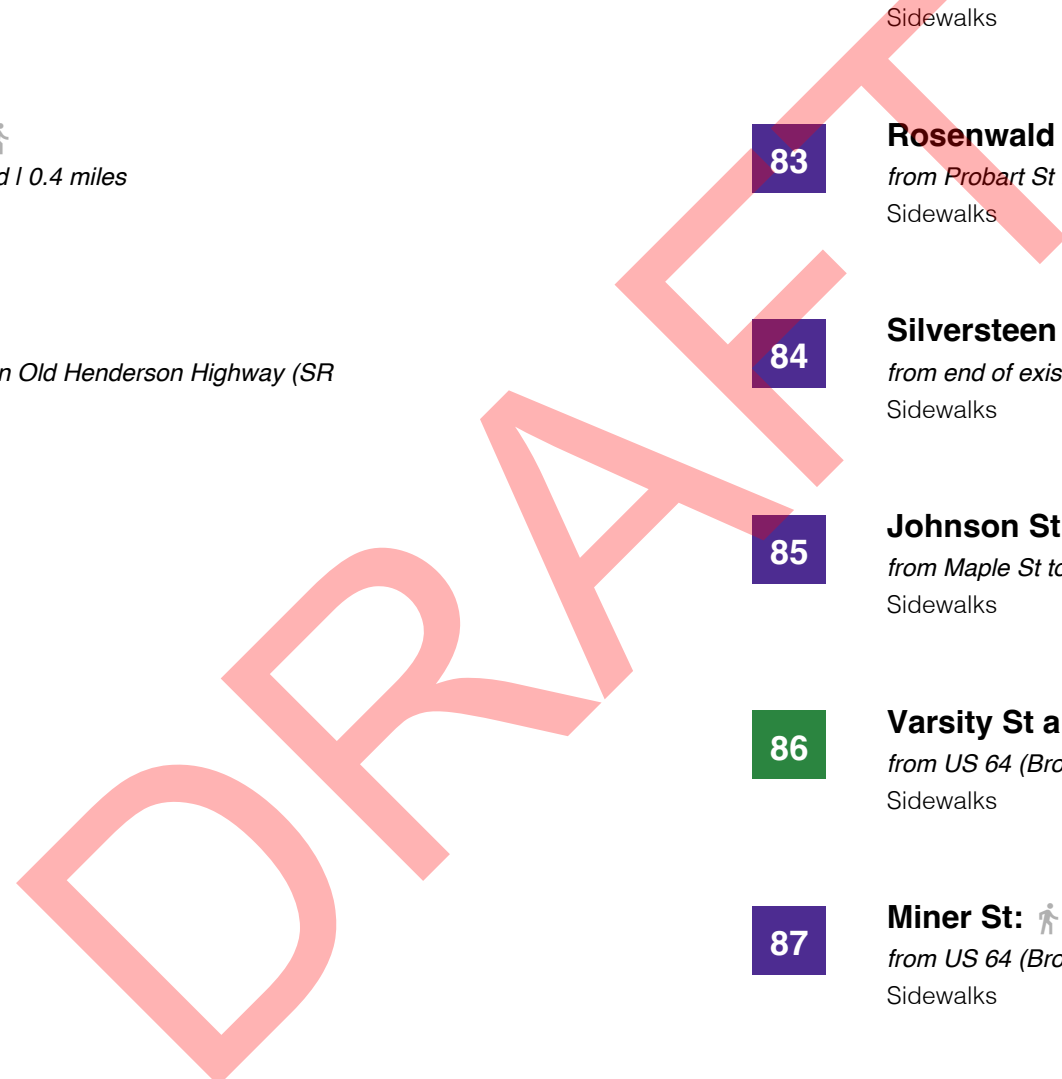 d | 0.4 miles
n Old Henderson Highway (SR
Sidewalks
83
Rosenwald
from Probart St
Sidewalks
84
Silversteen
from end of exis
Sidewalks
85
Johnson St
from Maple St to
Sidewalks
86
Varsity St a
from US 64 (Bro
Sidewalks
87
Miner St:
from US 64 (Bro
Sidewalks
DRAFT